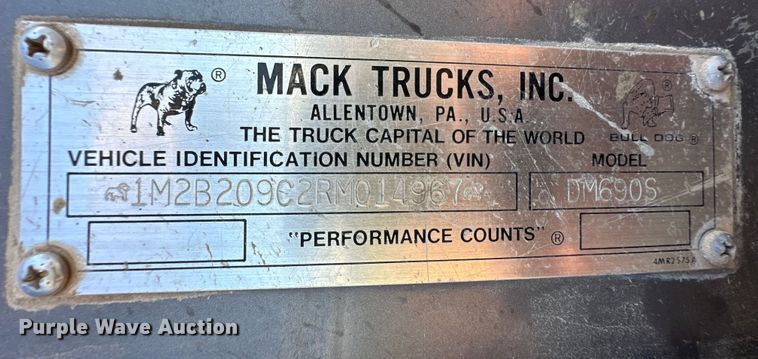 ® MACK TRUCKS, INC.
ALLENTOWN, PA., U.S.A.
THE TRUCK CAPITAL OF THE WORLD BULL DOG ®
VEHICLE IDENTIFICATION NUMBER (VIN) MODEL
1M2B209C2RM014967 DM690S
"PERFORMANCE COUNTS" ®
4MR2575A
Purple Wave Auction